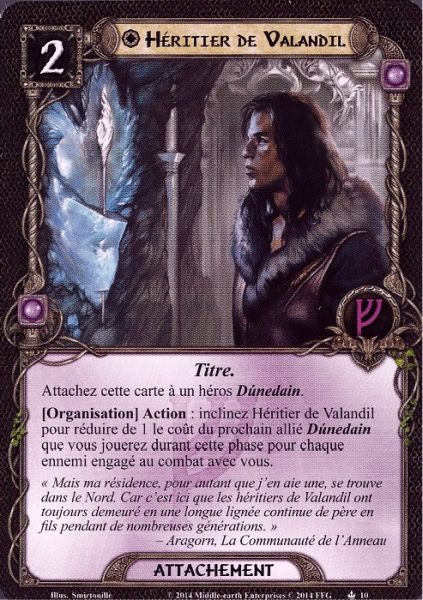 2
HÉRITIER DE VALANDIL
Titre.
Attachez cette carte à un héros Dúnedain.
[Organisation] Action : inclinez Héritier de Valandil
pour réduire de 1 le coût du prochain allié Dúnedain
que vous jouerez durant cette phase pour chaque
ennemi engagé au combat avec vous.
« Mais ma résidence, pour autant que j'en aie une, se trouve
dans le Nord. Car c'est ici que les héritiers de Valandil ont
toujours demeuré en une longue lignée continue de père en
fils pendant de nombreuses générations. »
– Aragorn, La Communauté de l'Anneau
ATTACHEMENT
Illus. Smirtouille © 2014 Middle-earth Enterprises © 2014 FFG 10